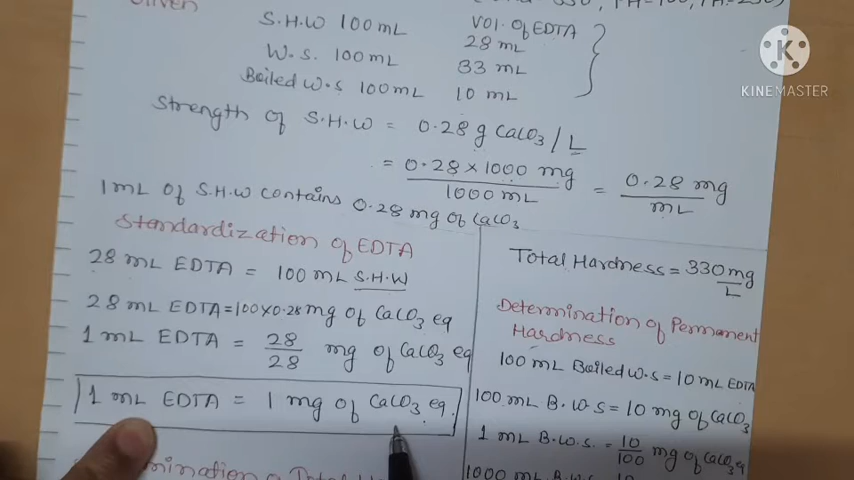 Given
S.H.W 100 mL
Vol. of EDTA
28 mL
W.S. 100 mL
33 mL
Boiled W.S 100 mL
10 mL
Strength of S.H.W = 0.28 g CaCO3/L
= 0.28 x 1000 mg / 1000 mL = 0.28 mg / mL
1 mL of S.H.W contains 0.28 mg of CaCO3
Standardization of EDTA
28 mL EDTA = 100 mL S.H.W
28 mL EDTA = 100x0.28 mg of CaCO3 eq
1 mL EDTA = 28/28 mg of CaCO3 eq
1 mL EDTA = 1 mg of CaCO3 eq.
Total Hardness = 330 mg/L
Determination of Permanent
Hardness
100 mL Boiled W.S = 10 mL EDTA
100 mL B.W.S = 10 mg of CaCO3
1 mL B.W.S. = 10/100 mg of CaCO3 eq
1000 mL B.W.S
KINEMASTER